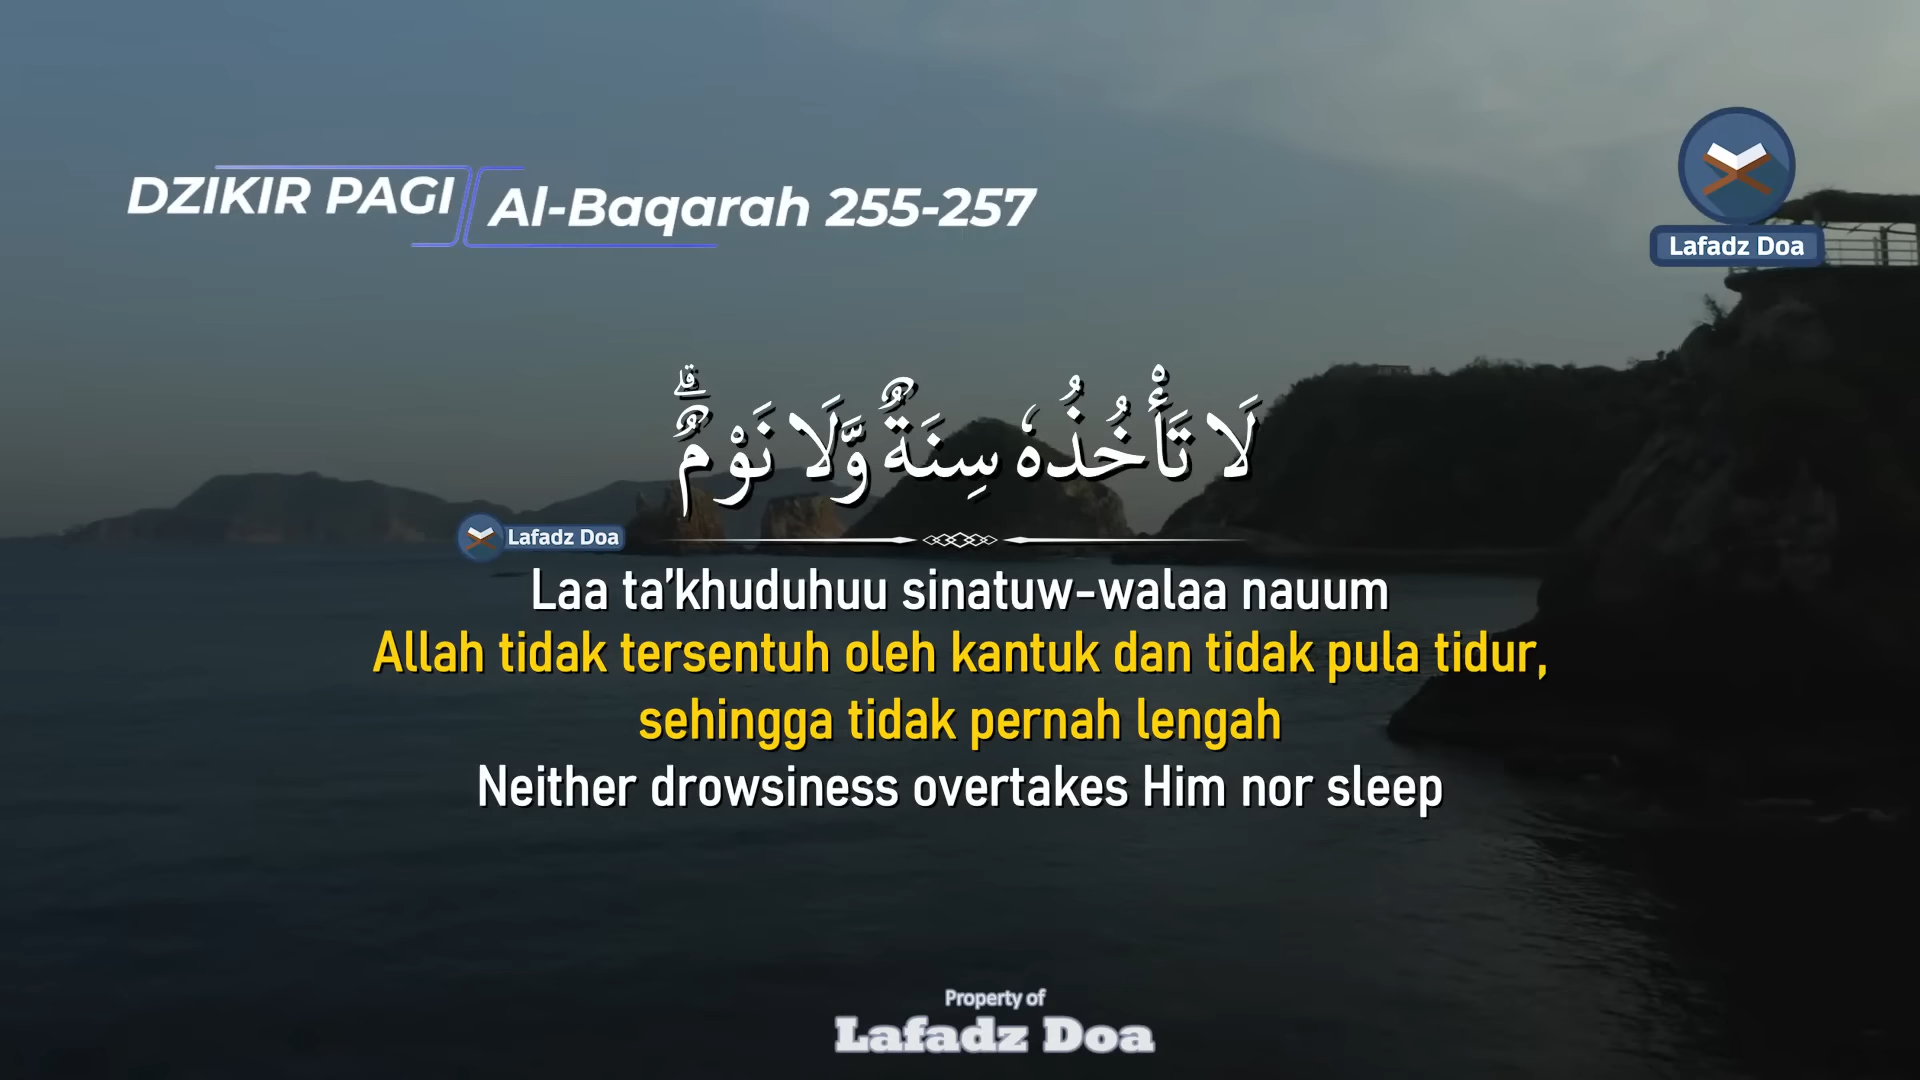 DZIKIR PAGI
Al-Baqarah 255-257
Lafadz Doa
لَا تَأْخُذُهٗ سِنَةٌ وَّلَا نَوْمٌۗ
Lafadz Doa
Laa ta'khuduhuu sinatuw-walaa nauum
Allah tidak tersentuh oleh kantuk dan tidak pula tidur,
sehingga tidak pernah lengah
Neither drowsiness overtakes Him nor sleep
Property of
Lafadz Doa